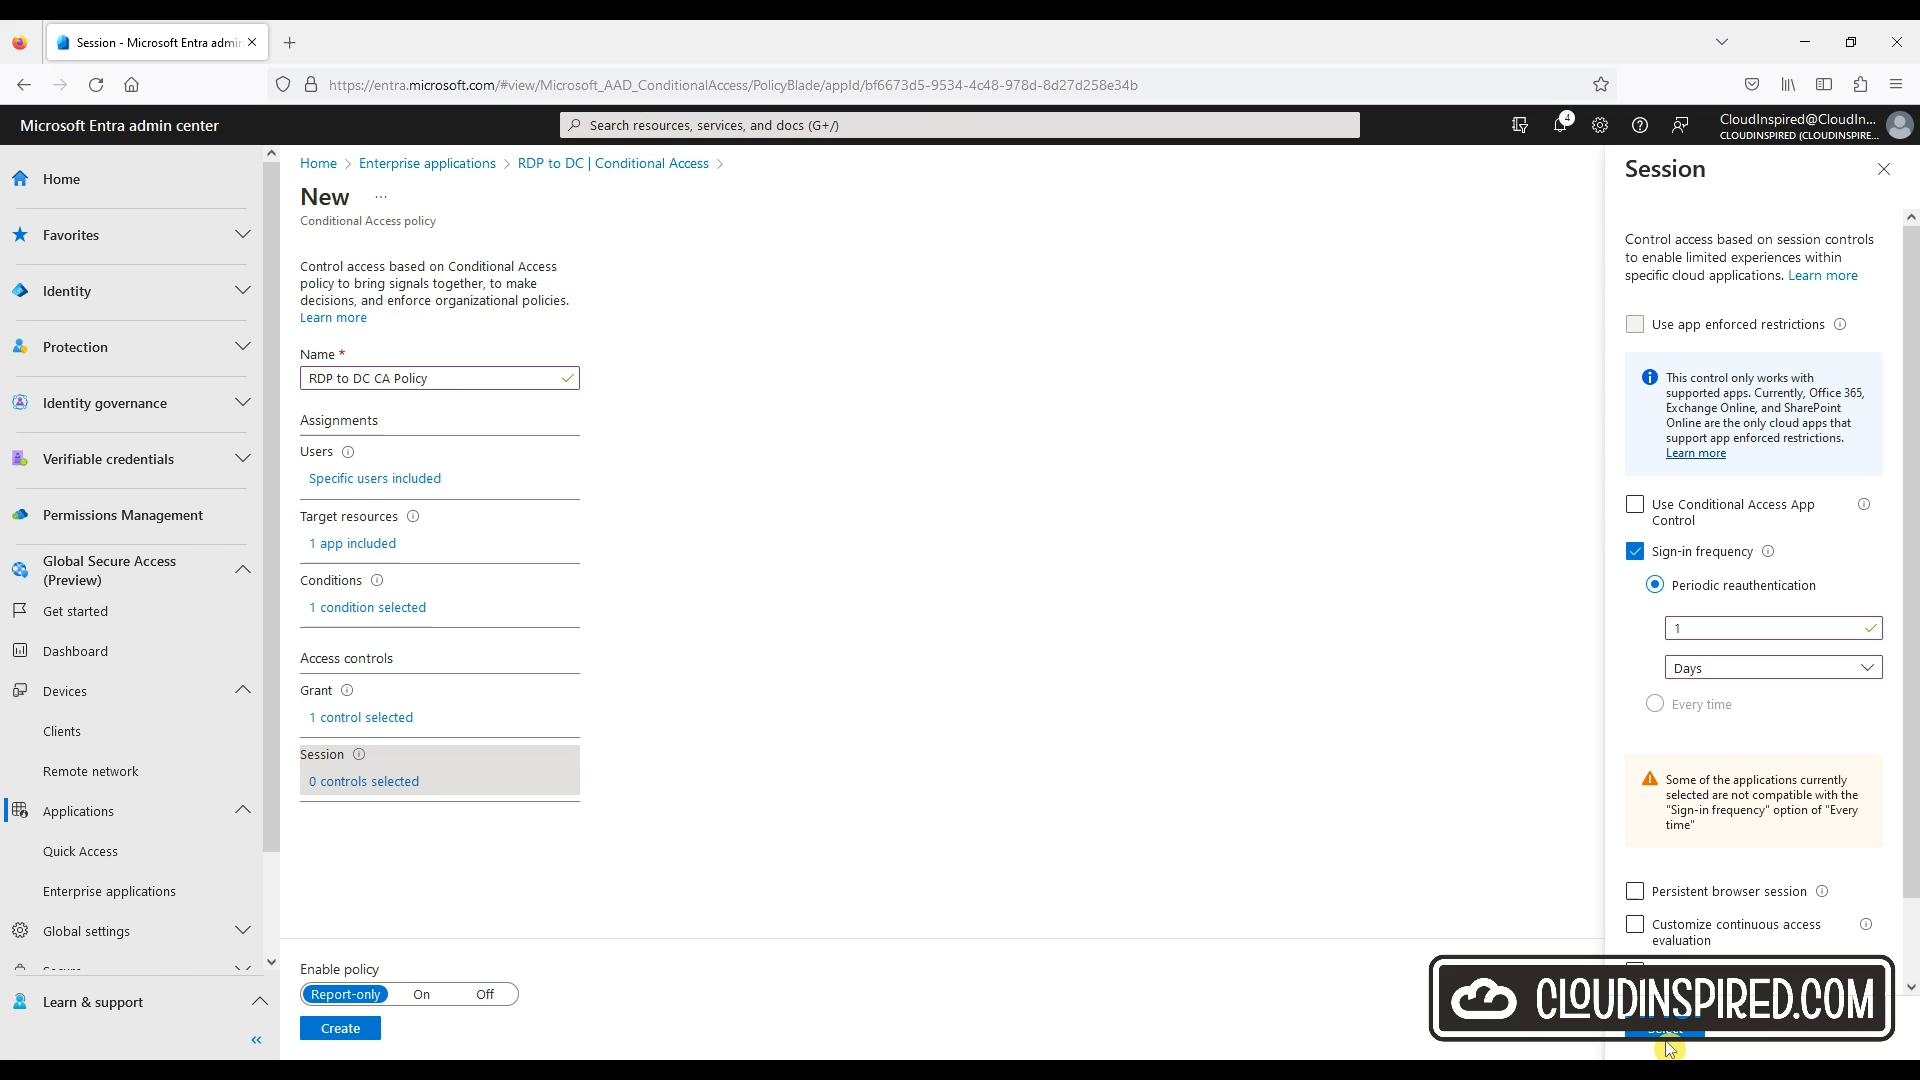 Session - Microsoft Entra admin
https://entra.microsoft.com/#view/Microsoft_AAD_ConditionalAccess/PolicyBlade/appId/bf6673d5-9534-4c48-978d-8d27d258e34b
Microsoft Entra admin center
Search resources, services, and docs (G+/)
4
CloudInspired@CloudIn...
CLOUDINSPIRED (CLOUDINSPIRE...
Home
Favorites
Identity
Protection
Identity governance
Verifiable credentials
Permissions Management
Global Secure Access
(Preview)
Get started
Dashboard
Devices
Clients
Remote network
Applications
Quick Access
Enterprise applications
Global settings
Learn & support
«
Home > Enterprise applications > RDP to DC | Conditional Access >
New ...
Conditional Access policy
Control access based on Conditional Access
policy to bring signals together, to make
decisions, and enforce organizational policies.
Learn more
Name *
RDP to DC CA Policy
Assignments
Users
Specific users included
Target resources
1 app included
Conditions
1 condition selected
Access controls
Grant
1 control selected
Session
0 controls selected
Enable policy
Report-only On Off
Create
Session
Control access based on session controls
to enable limited experiences within
specific cloud applications. Learn more
Use app enforced restrictions
This control only works with
supported apps. Currently, Office 365,
Exchange Online, and SharePoint
Online are the only cloud apps that
support app enforced restrictions.
Learn more
Use Conditional Access App
Control
Sign-in frequency
Periodic reauthentication
1
Days
Every time
Some of the applications currently
selected are not compatible with the
"Sign-in frequency" option of "Every
time"
Persistent browser session
Customize continuous access
evaluation
CLOUDINSPIRED.COM